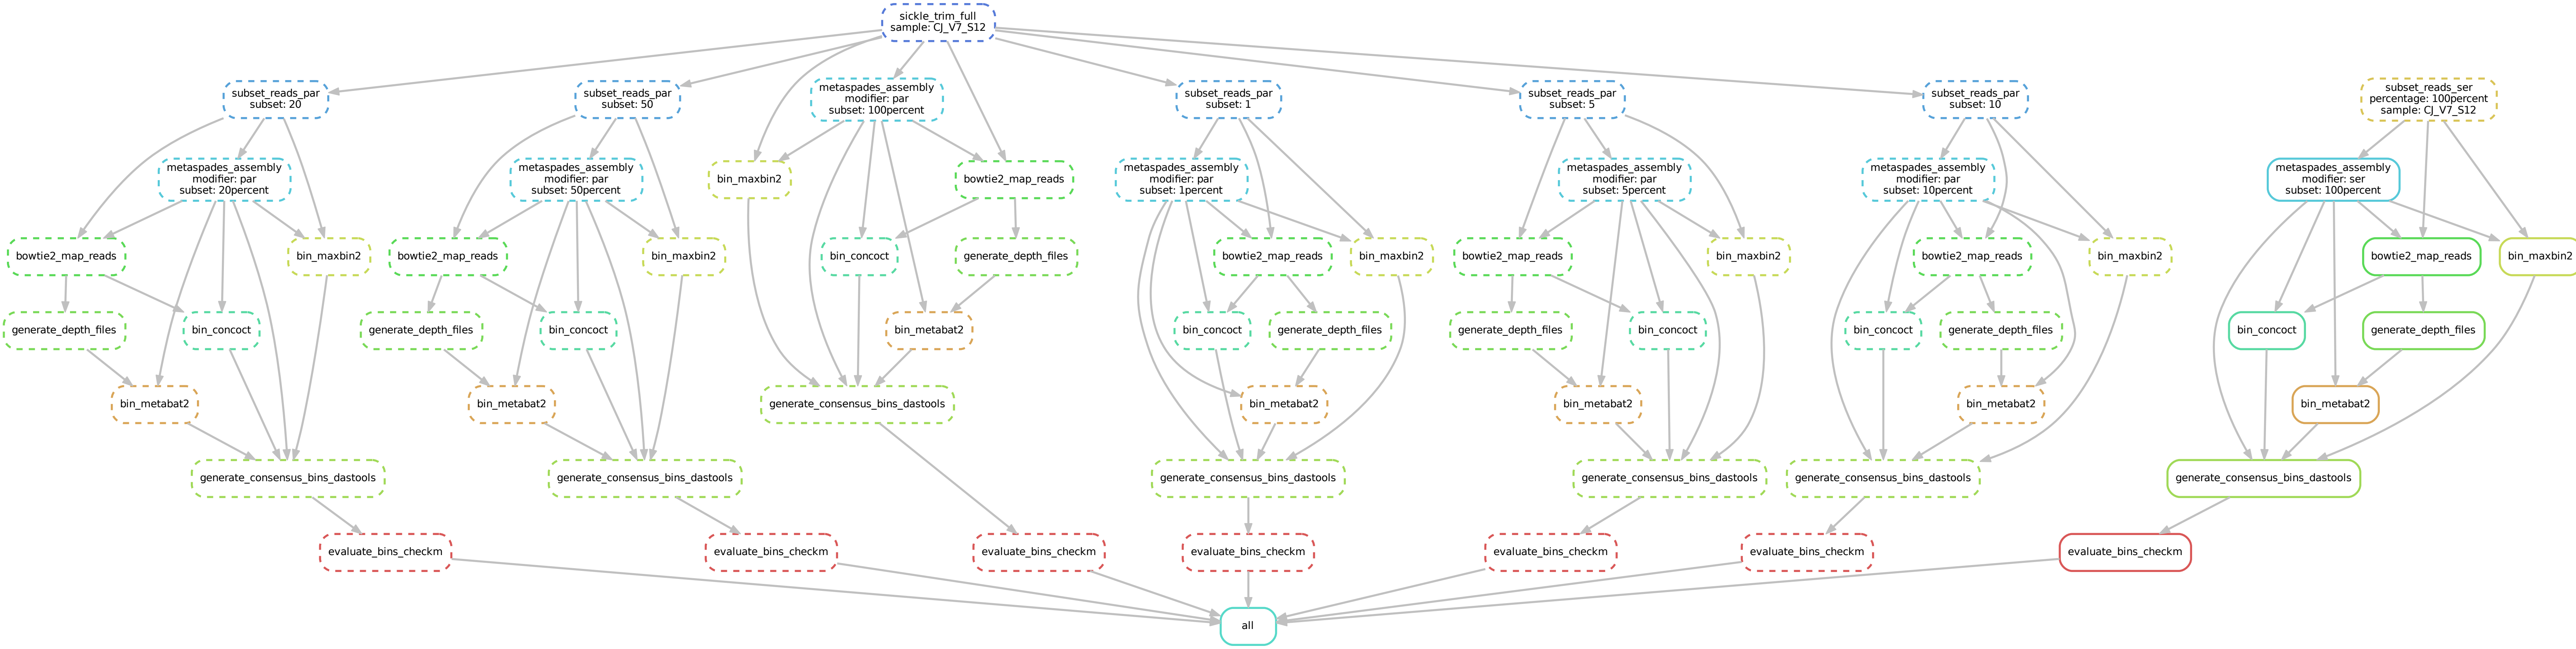 sickle_trim_full
sample: CJ_V7_S12
subset_reads_par
subset: 20
subset_reads_par
subset: 50
metaspades_assembly
modifier: par
subset: 100percent
subset_reads_par
subset: 1
subset_reads_par
subset: 5
subset_reads_par
subset: 10
subset_reads_ser
percentage: 100percent
sample: CJ_V7_S12
metaspades_assembly
modifier: par
subset: 20percent
metaspades_assembly
modifier: par
subset: 50percent
bin_maxbin2
bowtie2_map_reads
metaspades_assembly
modifier: par
subset: 1percent
metaspades_assembly
modifier: par
subset: 5percent
metaspades_assembly
modifier: par
subset: 10percent
metaspades_assembly
modifier: ser
subset: 100percent
bowtie2_map_reads
bin_maxbin2
bowtie2_map_reads
bin_maxbin2
bin_concoct
generate_depth_files
bowtie2_map_reads
bin_maxbin2
bowtie2_map_reads
bin_maxbin2
bowtie2_map_reads
bin_maxbin2
bowtie2_map_reads
bin_maxbin2
generate_depth_files
bin_concoct
generate_depth_files
bin_concoct
bin_metabat2
bin_concoct
generate_depth_files
generate_depth_files
bin_concoct
bin_concoct
generate_depth_files
bin_concoct
generate_depth_files
bin_metabat2
bin_metabat2
generate_consensus_bins_dastools
bin_metabat2
bin_metabat2
bin_metabat2
bin_metabat2
generate_consensus_bins_dastools
generate_consensus_bins_dastools
generate_consensus_bins_dastools
generate_consensus_bins_dastools
generate_consensus_bins_dastools
generate_consensus_bins_dastools
evaluate_bins_checkm
evaluate_bins_checkm
evaluate_bins_checkm
evaluate_bins_checkm
evaluate_bins_checkm
evaluate_bins_checkm
evaluate_bins_checkm
all